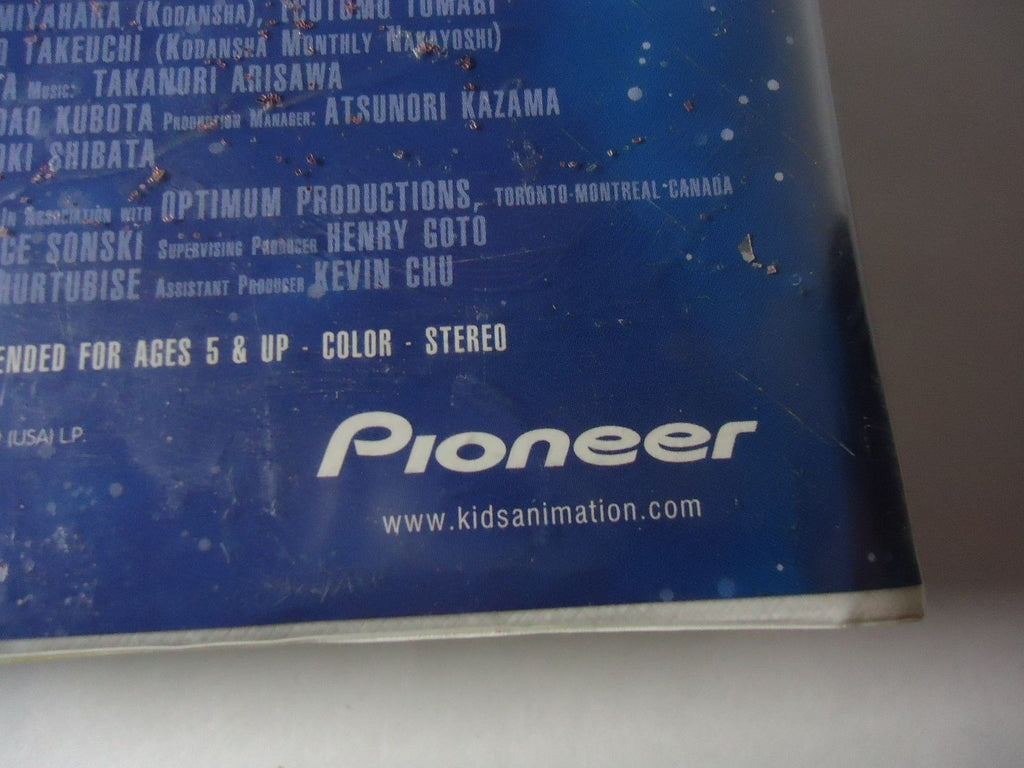 MIYAHARA (KODANSHA), TSUTOMU TOMARI
TAKEUCHI (KODANSHA MONTHLY NAKAYOSHI)
MUSIC: TAKANORI ARISAWA
KUBOTA PRODUCTION MANAGER: ATSUNORI KAZAMA
SHIBATA
IN ASSOCIATION WITH OPTIMUM PRODUCTIONS, TORONTO-MONTREAL-CANADA
SONSKI SUPERVISING PRODUCER HENRY GOTO
HURTUBISE ASSISTANT PRODUCER KEVIN CHU
ENDED FOR AGES 5 & UP - COLOR - STEREO
(USA) L.P.
Pioneer
www.kidsanimation.com